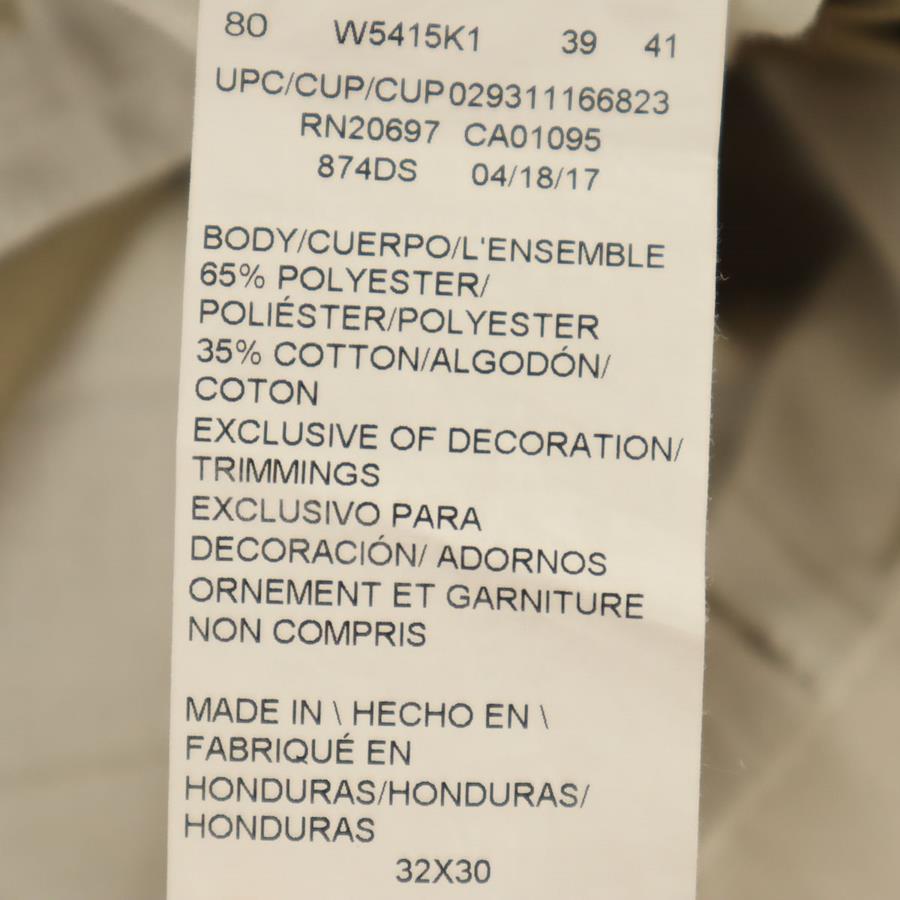 80 W5415K1 39 41
UPC/CUP/CUP 029311166823
RN20697 CA01095
874DS 04/18/17
BODY/CUERPO/L'ENSEMBLE
65% POLYESTER/
POLIÉSTER/POLYESTER
35% COTTON/ALGODÓN/
COTON
EXCLUSIVE OF DECORATION/
TRIMMINGS
EXCLUSIVO PARA
DECORACIÓN/ ADORNOS
ORNEMENT ET GARNITURE
NON COMPRIS
MADE IN \ HECHO EN \
FABRIQUÉ EN
HONDURAS/HONDURAS/
HONDURAS
32X30